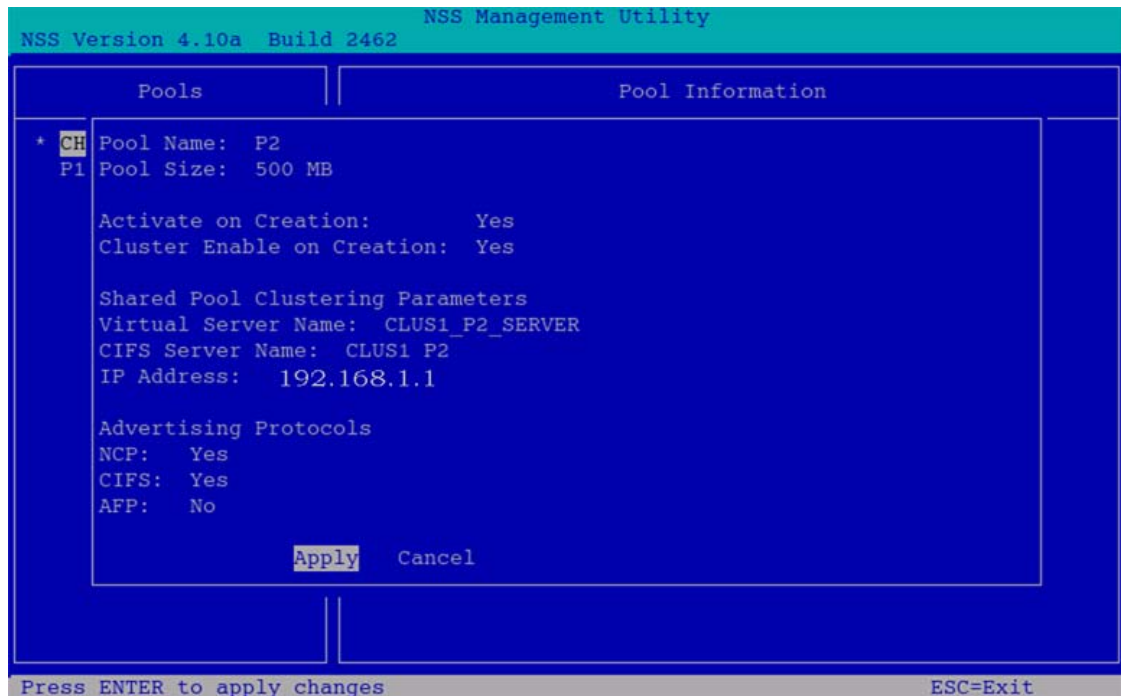 NSS Management Utility
NSS Version 4.10a Build 2462
Pools
Pool Information
* CH
P1
Pool Name: P2
Pool Size: 500 MB
Activate on Creation: Yes
Cluster Enable on Creation: Yes
Shared Pool Clustering Parameters
Virtual Server Name: CLUS1_P2_SERVER
CIFS Server Name: CLUS1 P2
IP Address: 192.168.1.1
Advertising Protocols
NCP: Yes
CIFS: Yes
AFP: No
Apply Cancel
Press ENTER to apply changes ESC=Exit